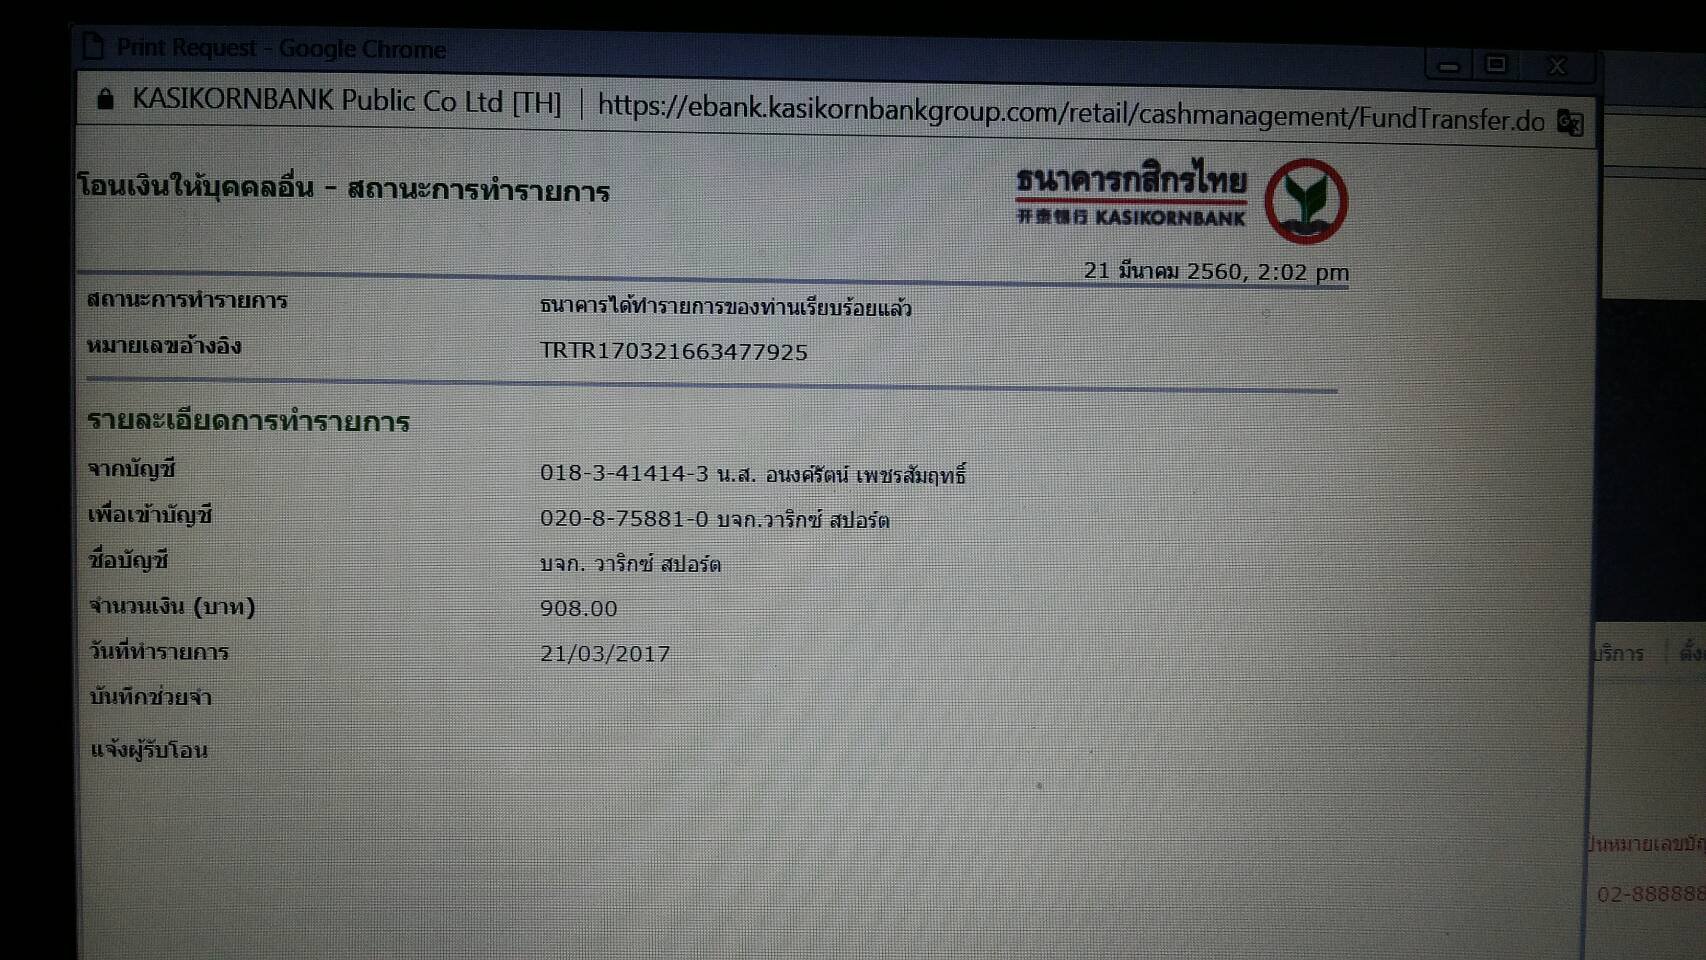 Print Request - Google Chrome
KASIKORNBANK Public Co Ltd [TH] | https://ebank.kasikornbankgroup.com/retail/cashmanagement/FundTransfer.do
โอนเงินให้บุคคลอื่น - สถานะการทำรายการ
ธนาคารกสิกรไทย
开泰银行 KASIKORNBANK
21 มีนาคม 2560, 2:02 pm
สถานะการทำรายการ ธนาคารได้ทำรายการของท่านเรียบร้อยแล้ว
หมายเลขอ้างอิง TRTR170321663477925
รายละเอียดการทำรายการ
จากบัญชี 018-3-41414-3 น.ส. อนงค์รัตน์ เพชรสัมฤทธิ์
เพื่อเข้าบัญชี 020-8-75881-0 บจก.วาริกซ์ สปอร์ต
ชื่อบัญชี บจก. วาริกซ์ สปอร์ต
จำนวนเงิน (บาท) 908.00
วันที่ทำรายการ 21/03/2017
บันทึกช่วยจำ
แจ้งผู้รับโอน
บริการ
02-888888